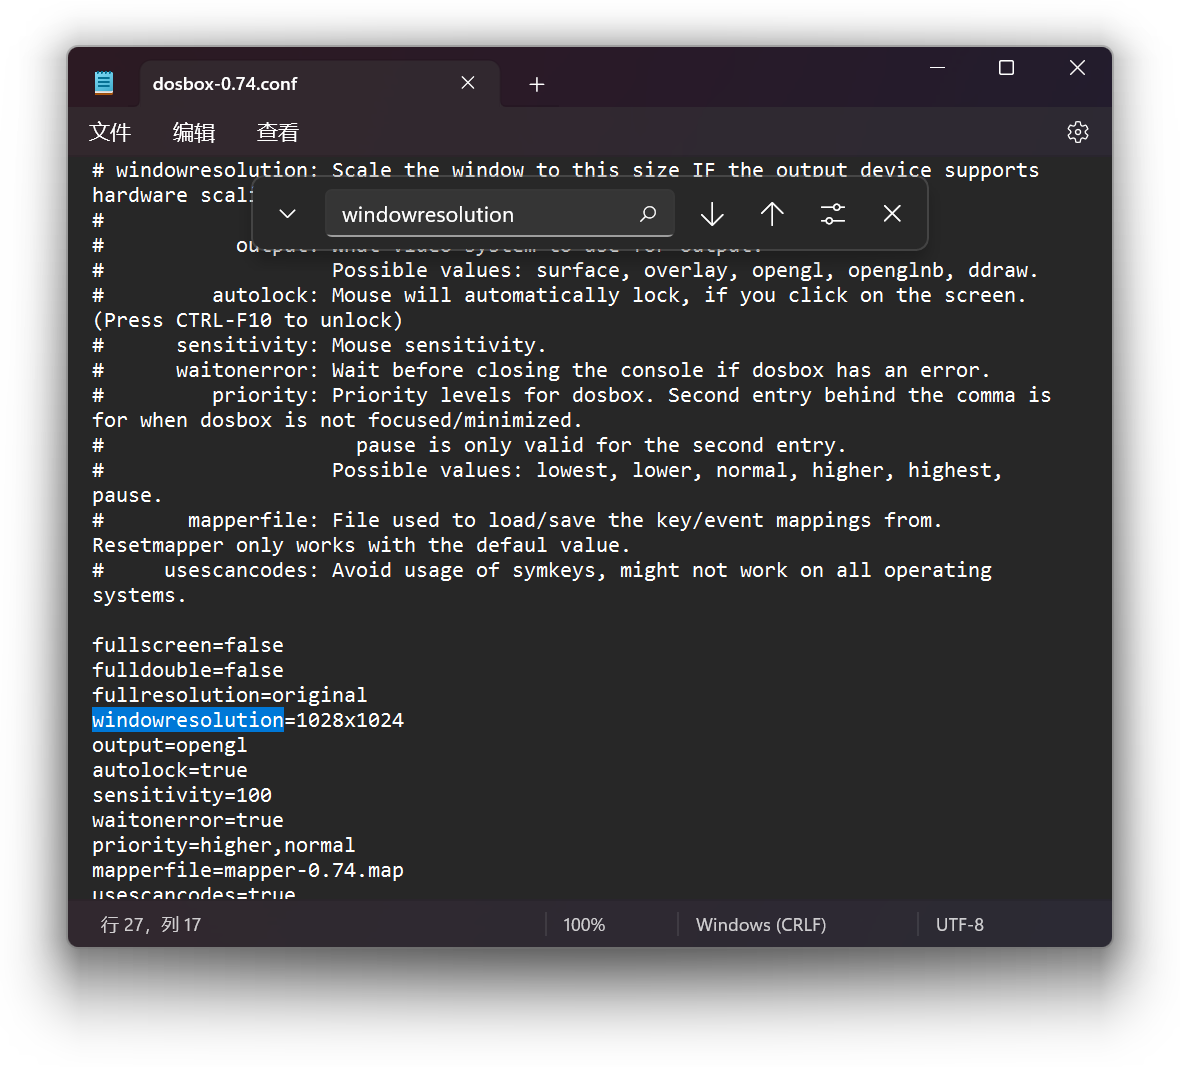 dosbox-0.74.conf
文件 编辑 查看
# windowresolution: Scale the window to this size IF the output device supports
hardware scali
windowresolution
#
#
#                   Possible values: surface, overlay, opengl, openglnb, ddraw.
#         autolock: Mouse will automatically lock, if you click on the screen.
(Press CTRL-F10 to unlock)
#      sensitivity: Mouse sensitivity.
#      waitonerror: Wait before closing the console if dosbox has an error.
#         priority: Priority levels for dosbox. Second entry behind the comma is
for when dosbox is not focused/minimized.
#                     pause is only valid for the second entry.
#                   Possible values: lowest, lower, normal, higher, highest,
pause.
#       mapperfile: File used to load/save the key/event mappings from.
Resetmapper only works with the defaul value.
#     usescancodes: Avoid usage of symkeys, might not work on all operating
systems.
fullscreen=false
fulldouble=false
fullresolution=original
windowresolution=1028x1024
output=opengl
autolock=true
sensitivity=100
waitonerror=true
priority=higher,normal
mapperfile=mapper-0.74.map
usescancodes=true
行 27，列 17 100% Windows (CRLF) UTF-8